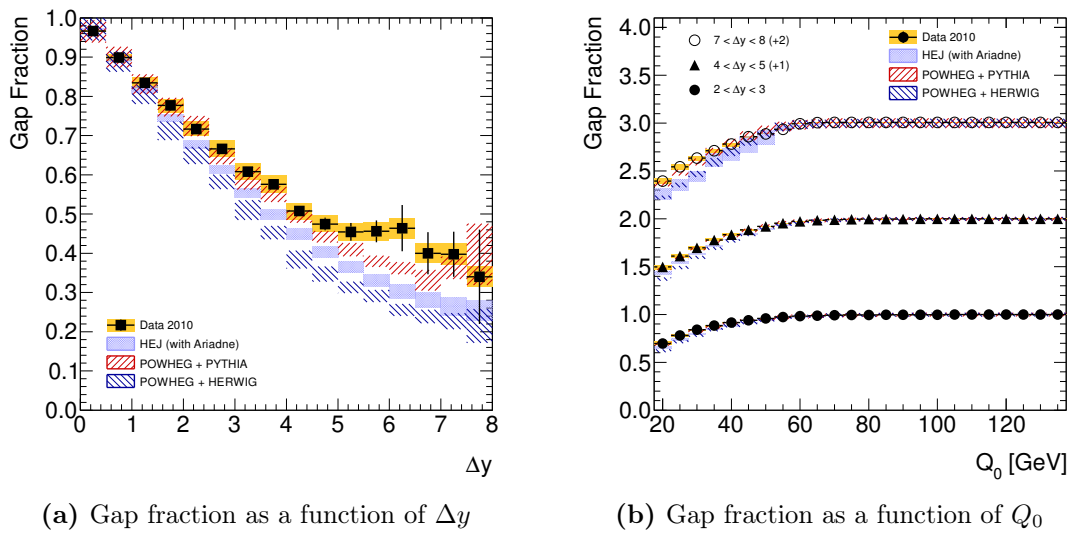 Gap Fraction
1.0
0.9
0.8
0.7
0.6
0.5
0.4
0.3
0.2
0.1
0.0
Data 2010
HEJ (with Ariadne)
POWHEG + PYTHIA
POWHEG + HERWIG
0 1 2 3 4 5 6 7 8
Δy
(a) Gap fraction as a function of Δy
Gap Fraction
4.0
3.5
3.0
2.5
2.0
1.5
1.0
0.5
0.0
7 < Δy < 8 (+2)
4 < Δy < 5 (+1)
2 < Δy < 3
Data 2010
HEJ (with Ariadne)
POWHEG + PYTHIA
POWHEG + HERWIG
20 40 60 80 100 120
Q₀ [GeV]
(b) Gap fraction as a function of Q₀